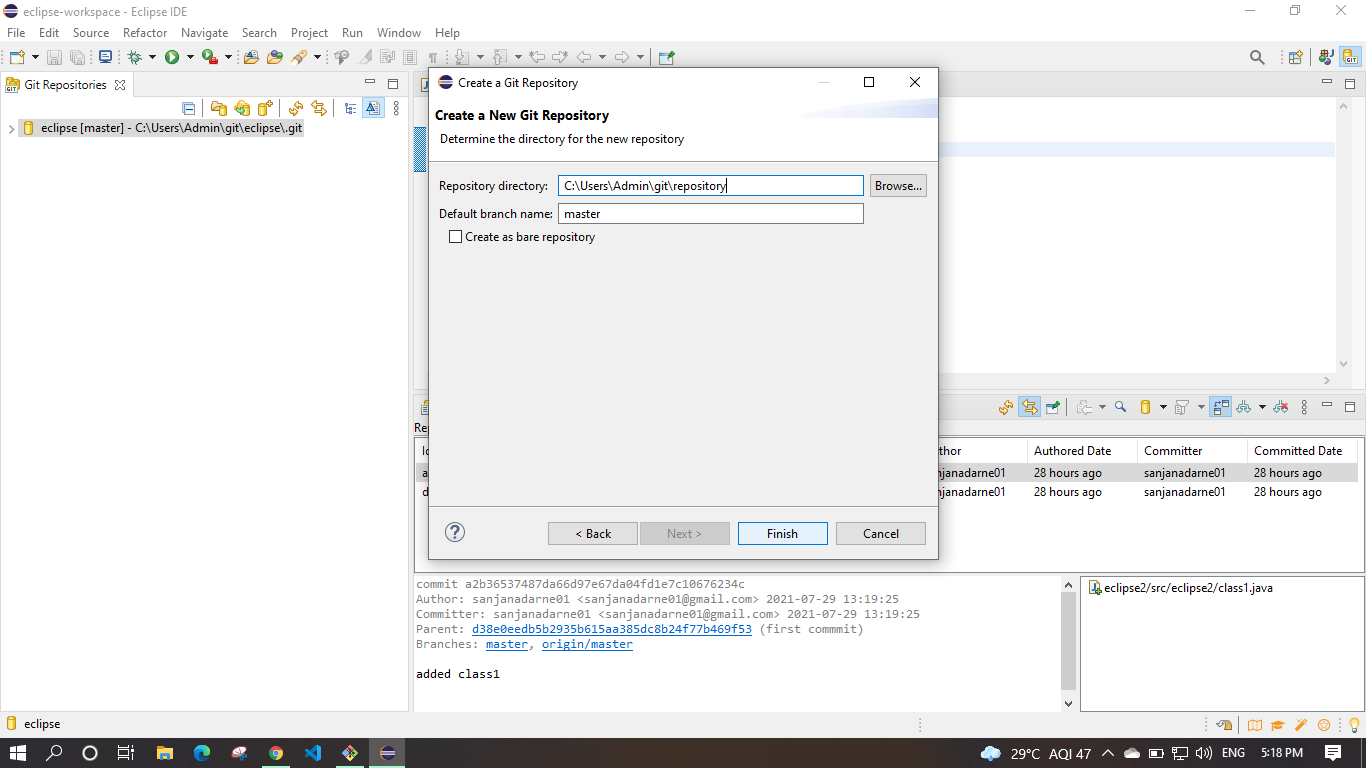 eclipse-workspace - Eclipse IDE
File Edit Source Refactor Navigate Search Project Run Window Help
Git Repositories
eclipse [master] - C:\Users\Admin\git\eclipse\.git
Create a Git Repository
Create a New Git Repository
Determine the directory for the new repository
Repository directory: C:\Users\Admin\git\repository Browse...
Default branch name: master
Create as bare repository
< Back Next > Finish Cancel
Authored Date Committer Committed Date
28 hours ago sanjanadarne01 28 hours ago
28 hours ago sanjanadarne01 28 hours ago
commit a2b36537487da66d97e67da04fd1e7c10676234c
Author: sanjanadarne01 <sanjanadarne01@gmail.com> 2021-07-29 13:19:25
Committer: sanjanadarne01 <sanjanadarne01@gmail.com> 2021-07-29 13:19:25
Parent: d38e0eedb5b2935b615aa385dc8b24f77b469f53 (first commmit)
Branches: master, origin/master
added class1
eclipse2/src/eclipse2/class1.java
eclipse
29°C AQI 47 ENG 5:18 PM